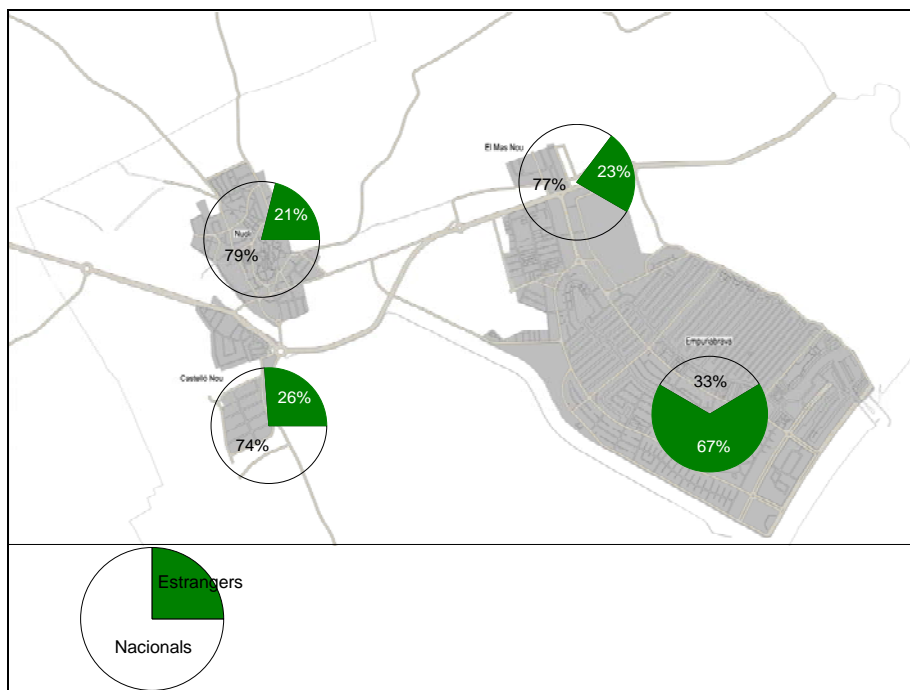 El Mas Nou
23%
77%
21%
Nucli
79%
Empuriabrava
33%
Castelló Nou
26%
74%
67%
Estrangers
Nacionals